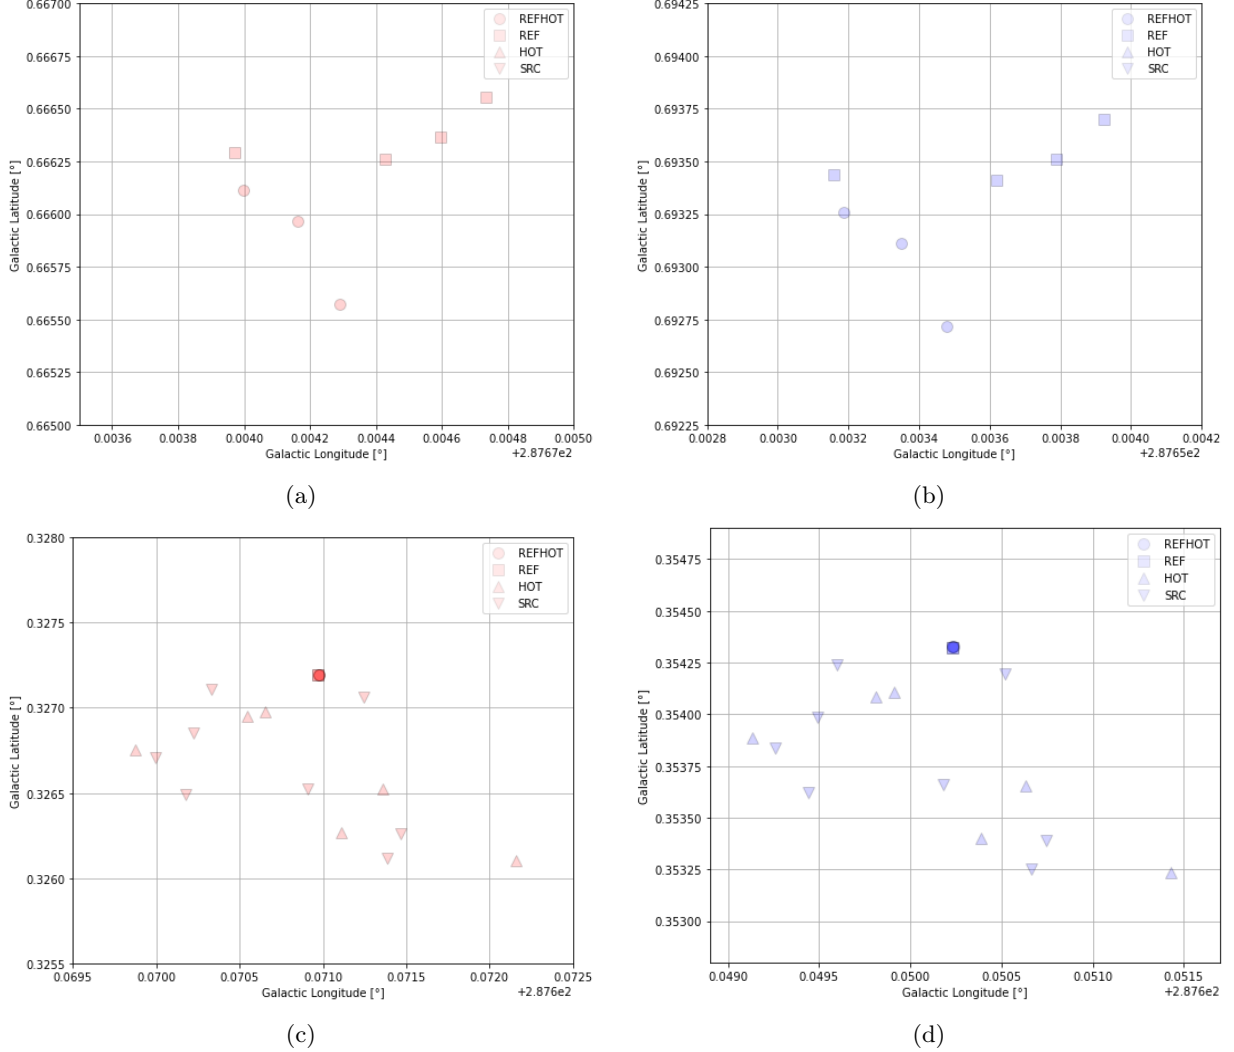 0.66700
0.66675
0.66650
0.66625
0.66600
0.66575
0.66550
0.66525
0.66500
Galactic Latitude [°]
REFHOT
REF
HOT
SRC
0.0036 0.0038 0.0040 0.0042 0.0044 0.0046 0.0048 0.0050
Galactic Longitude [°]
+2.8767e2
(a)
0.69425
0.69400
0.69375
0.69350
0.69325
0.69300
0.69275
0.69250
0.69225
Galactic Latitude [°]
REFHOT
REF
HOT
SRC
0.0028 0.0030 0.0032 0.0034 0.0036 0.0038 0.0040 0.0042
Galactic Longitude [°]
+2.8765e2
(b)
0.3280
0.3275
0.3270
0.3265
0.3260
0.3255
Galactic Latitude [°]
REFHOT
REF
HOT
SRC
0.0695 0.0700 0.0705 0.0710 0.0715 0.0720 0.0725
Galactic Longitude [°]
+2.876e2
(c)
0.35475
0.35450
0.35425
0.35400
0.35375
0.35350
0.35325
0.35300
Galactic Latitude [°]
REFHOT
REF
HOT
SRC
0.0490 0.0495 0.0500 0.0505 0.0510 0.0515
Galactic Longitude [°]
+2.876e2
(d)